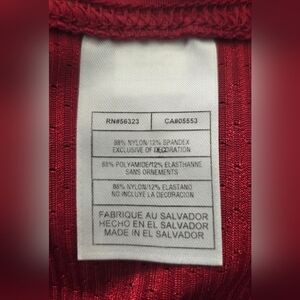 RN#56323 CA#05553
88% NYLON/12% SPANDEX
EXCLUSIVE OF DECORATION
88% POLYAMIDE/12% ELASTHANNE
SANS ORNEMENTS
88% NYLON/12% ELASTANO
NO INCLUYE LA DECORACION
FABRIQUE AU SALVADOR
HECHO EN EL SALVADOR
MADE IN EL SALVADOR